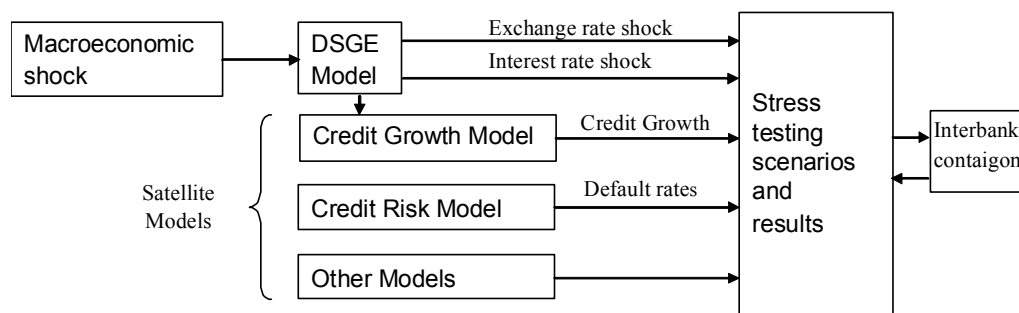 Macroeconomic
shock
DSGE
Model
Exchange rate shock
Interest rate shock
Credit Growth Model
Credit Growth
Satellite
Models
Credit Risk Model
Default rates
Other Models
Stress
testing
scenarios
and
results
Interbank
contaigon